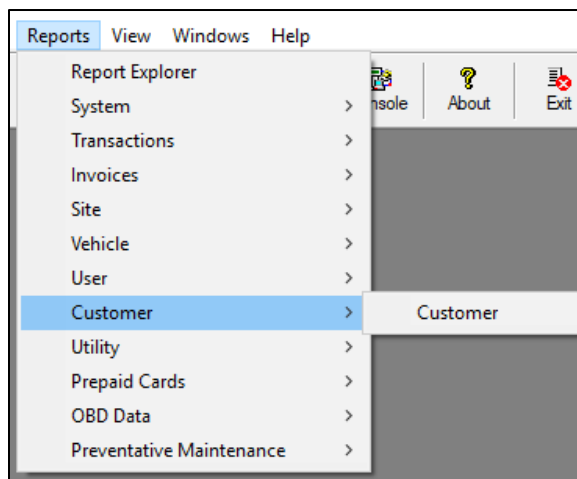 Reports View Windows Help
Report Explorer
System
nsole About Exit
Transactions
Invoices
Site
Vehicle
User
Customer
Customer
Utility
Prepaid Cards
OBD Data
Preventative Maintenance